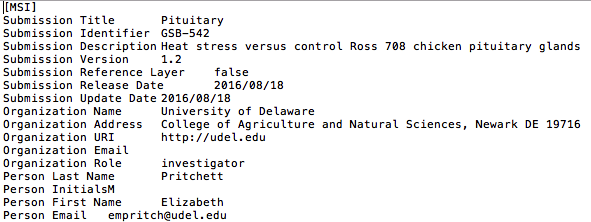 [MSI]
Submission Title Pituitary
Submission Identifier GSB-542
Submission Description Heat stress versus control Ross 708 chicken pituitary glands
Submission Version 1.2
Submission Reference Layer false
Submission Release Date 2016/08/18
Submission Update Date 2016/08/18
Organization Name University of Delaware
Organization Address College of Agriculture and Natural Sciences, Newark DE 19716
Organization URI http://udel.edu
Organization Email
Organization Role investigator
Person Last Name Pritchett
Person InitialsM
Person First Name Elizabeth
Person Email empritch@udel.edu